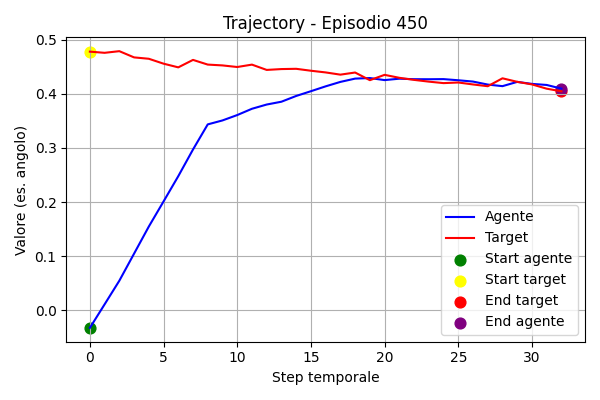 Trajectory - Episodio 450
Valore (es. angolo)
0.5
0.4
0.3
0.2
0.1
0.0
0 5 10 15 20 25 30
Step temporale
Agente
Target
Start agente
Start target
End target
End agente